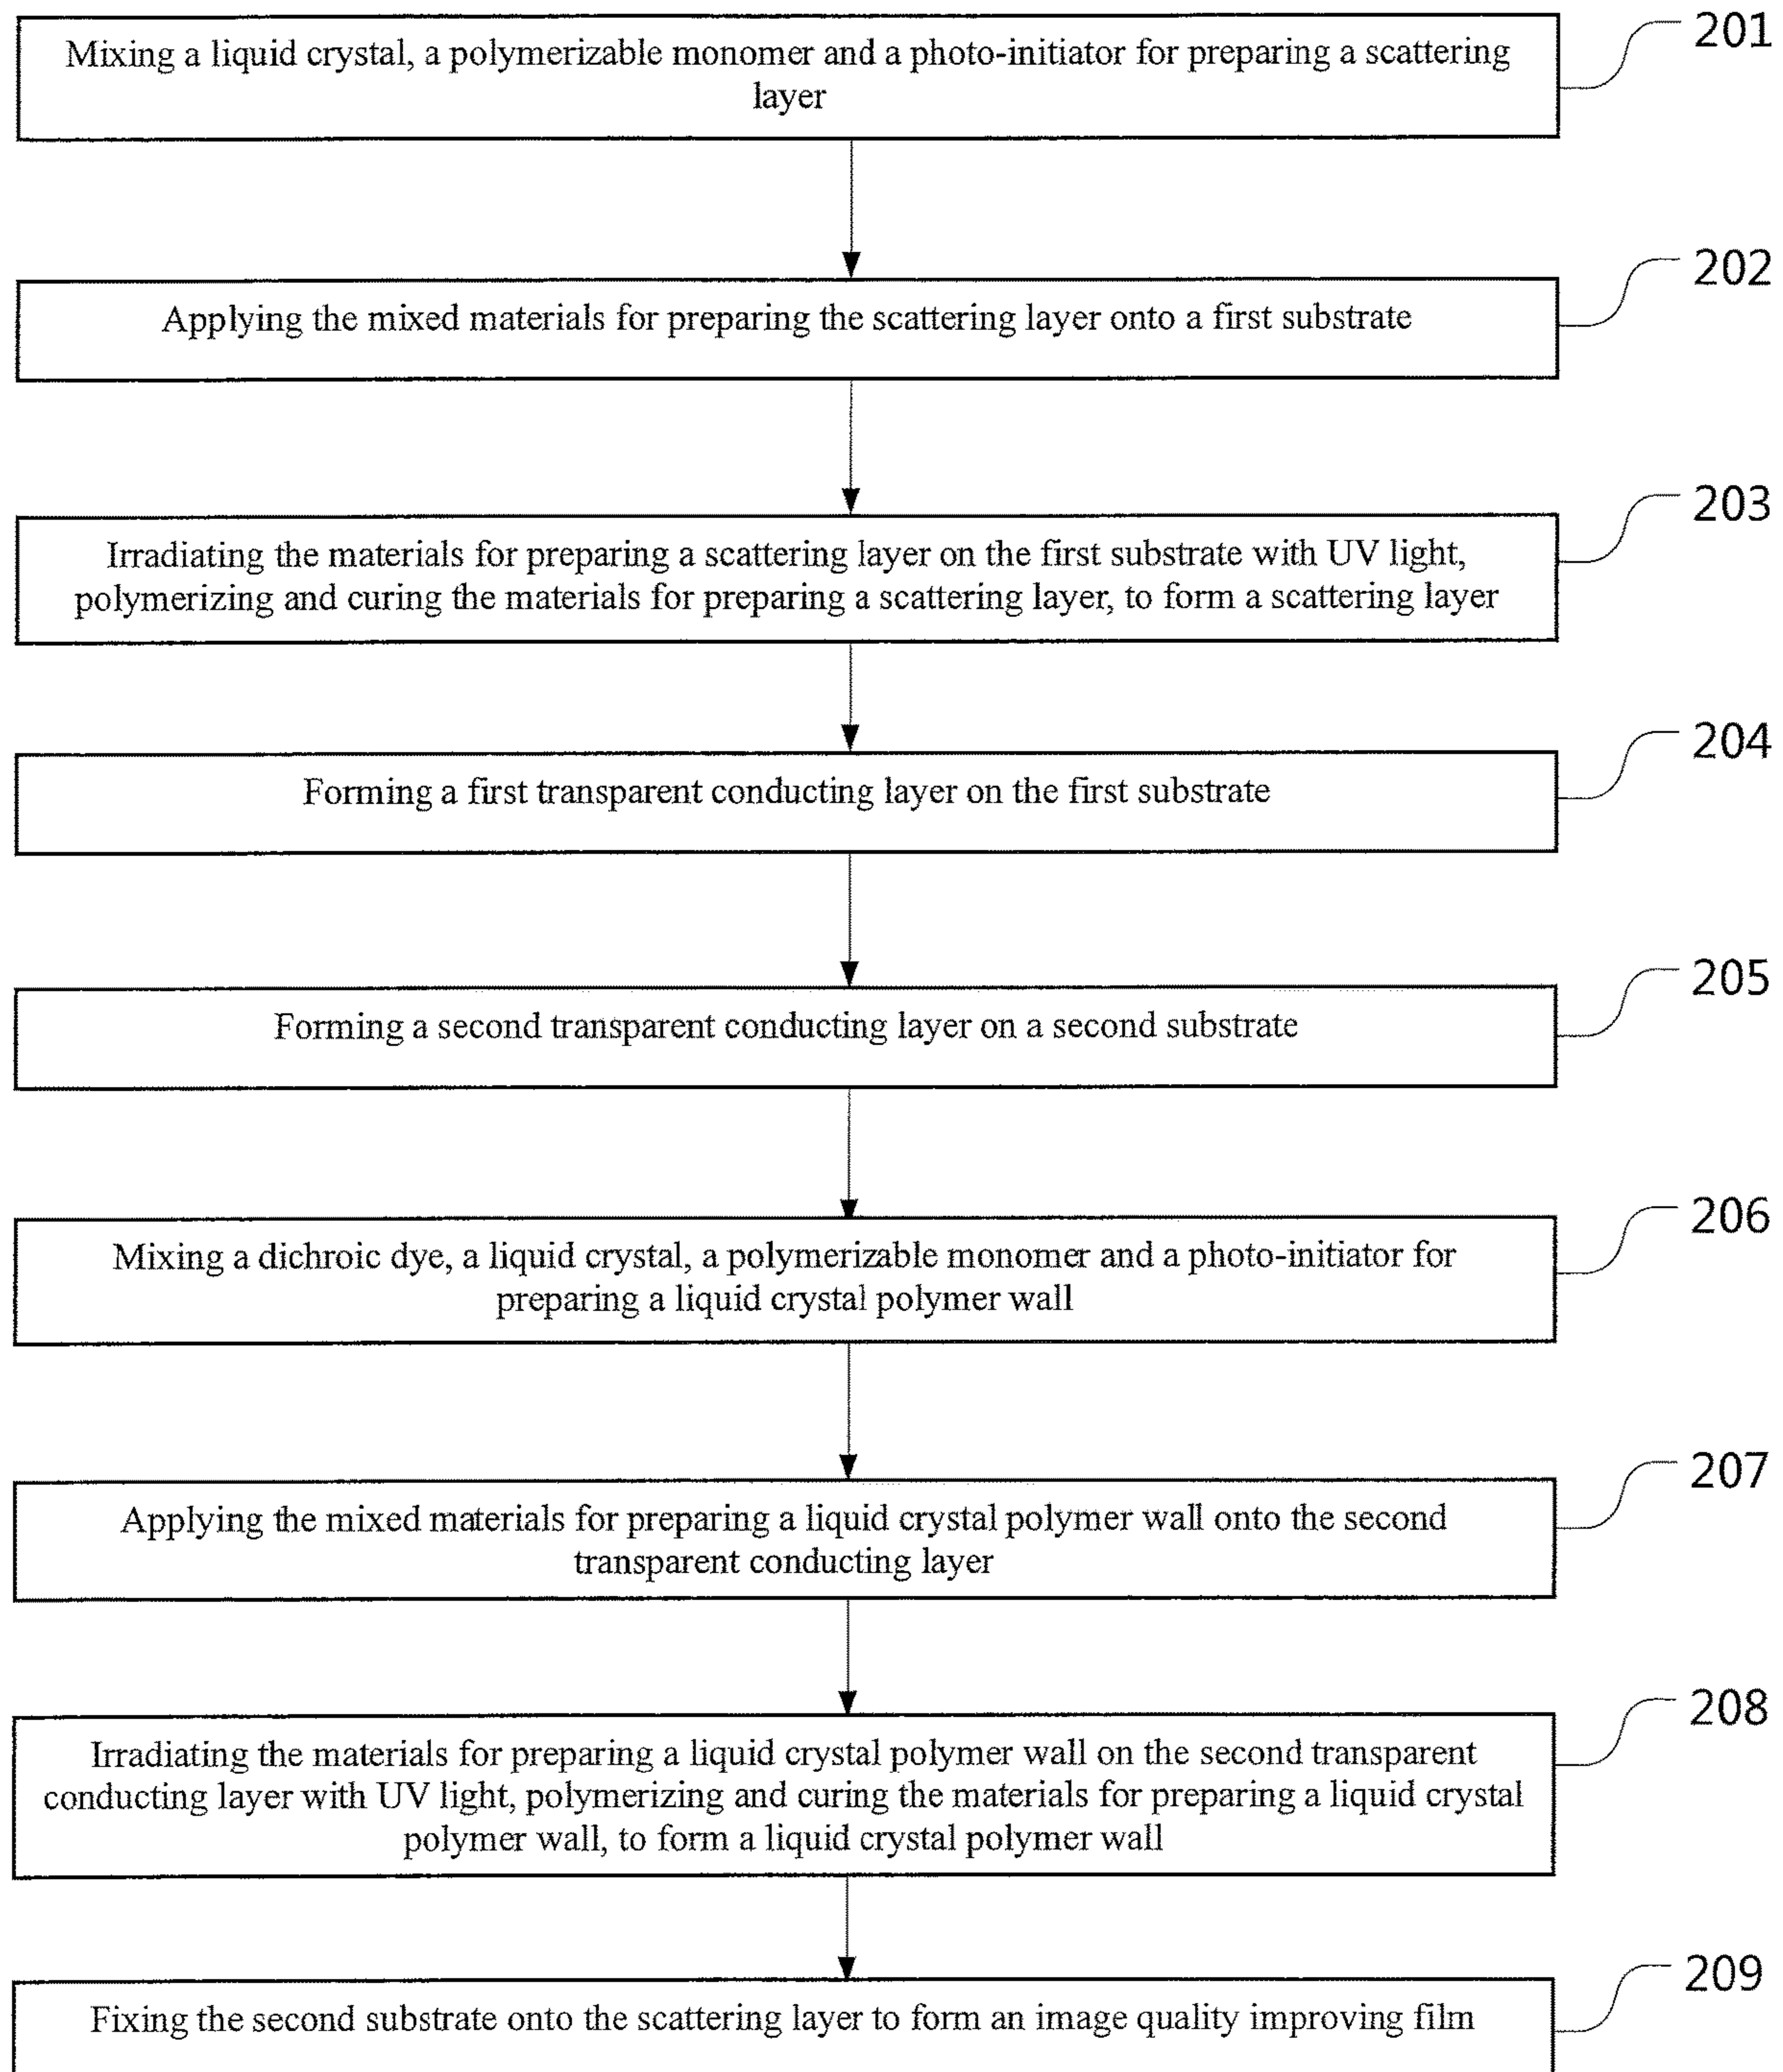 201
Mixing a liquid crystal, a polymerizable monomer and a photo-initiator for preparing a scattering
layer
202
Applying the mixed materials for preparing the scattering layer onto a first substrate
203
Irradiating the materials for preparing a scattering layer on the first substrate with UV light,
polymerizing and curing the materials for preparing a scattering layer, to form a scattering layer
204
Forming a first transparent conducting layer on the first substrate
205
Forming a second transparent conducting layer on a second substrate
206
Mixing a dichroic dye, a liquid crystal, a polymerizable monomer and a photo-initiator for
preparing a liquid crystal polymer wall
207
Applying the mixed materials for preparing a liquid crystal polymer wall onto the second
transparent conducting layer
208
Irradiating the materials for preparing a liquid crystal polymer wall on the second transparent
conducting layer with UV light, polymerizing and curing the materials for preparing a liquid crystal
polymer wall, to form a liquid crystal polymer wall
209
Fixing the second substrate onto the scattering layer to form an image quality improving film